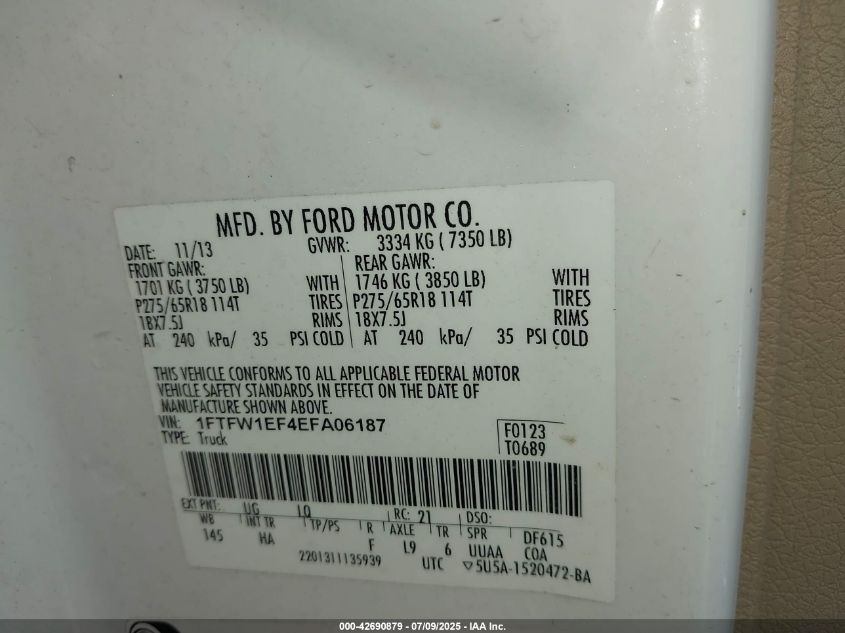 MFD. BY FORD MOTOR CO.
DATE: 11/13 GVWR: 3334 KG ( 7350 LB)
FRONT GAWR: REAR GAWR:
1701 KG ( 3750 LB) WITH 1746 KG ( 3850 LB) WITH
P275/65R18 114T TIRES P275/65R18 114T TIRES
18X7.5J RIMS 18X7.5J RIMS
AT 240 kPa/ 35 PSI COLD AT 240 kPa/ 35 PSI COLD
THIS VEHICLE CONFORMS TO ALL APPLICABLE FEDERAL MOTOR
VEHICLE SAFETY STANDARDS IN EFFECT ON THE DATE OF
MANUFACTURE SHOWN ABOVE.
VIN: 1FTFW1EF4EFA06187 F0123
TYPE: Truck T0689
EXT PNT: UG LQ RC: 21 DSO:
WB INT TR TP/PS R AXLE TR SPR DF615
145 HA F L9 6 UUAA COA
2201311135939 UTC ▽5U5A-1520472-BA
000-42690879 - 07/09/2025 - IAA Inc.